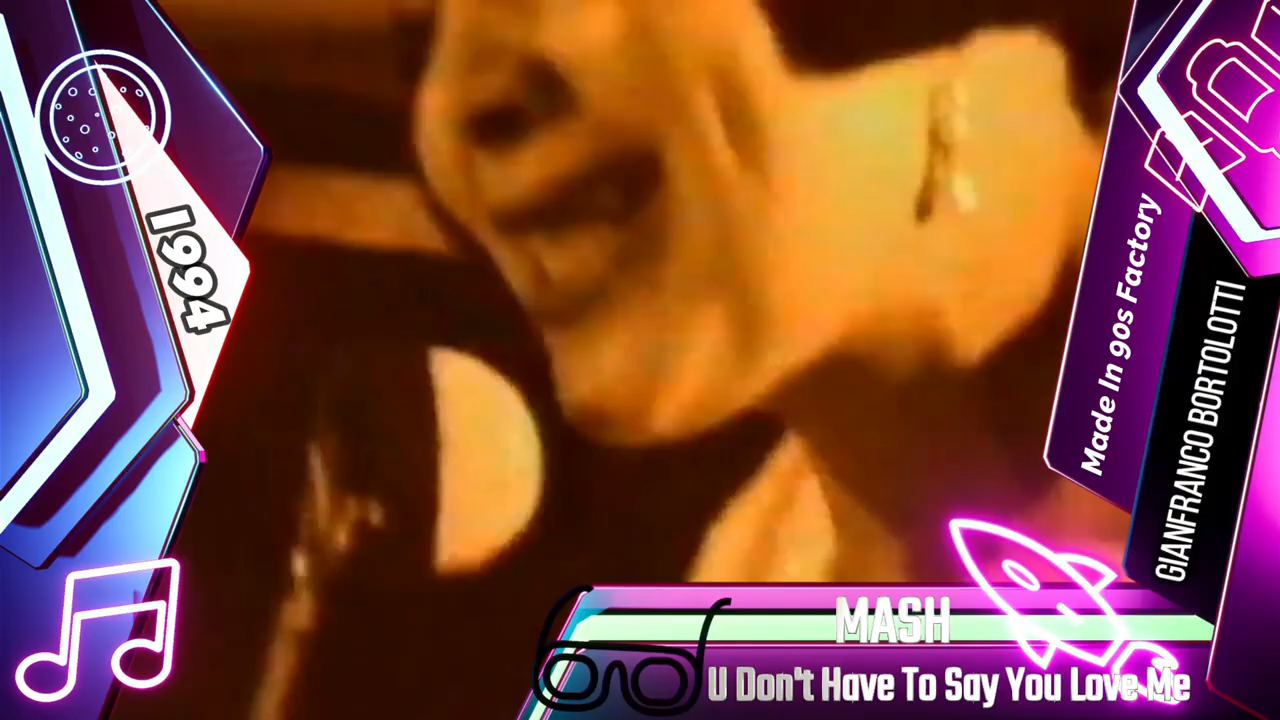 1994
Made In 90s Factory
GIANFRANCO BORTOLOTTI
MASH
U Don't Have To Say You Love Me